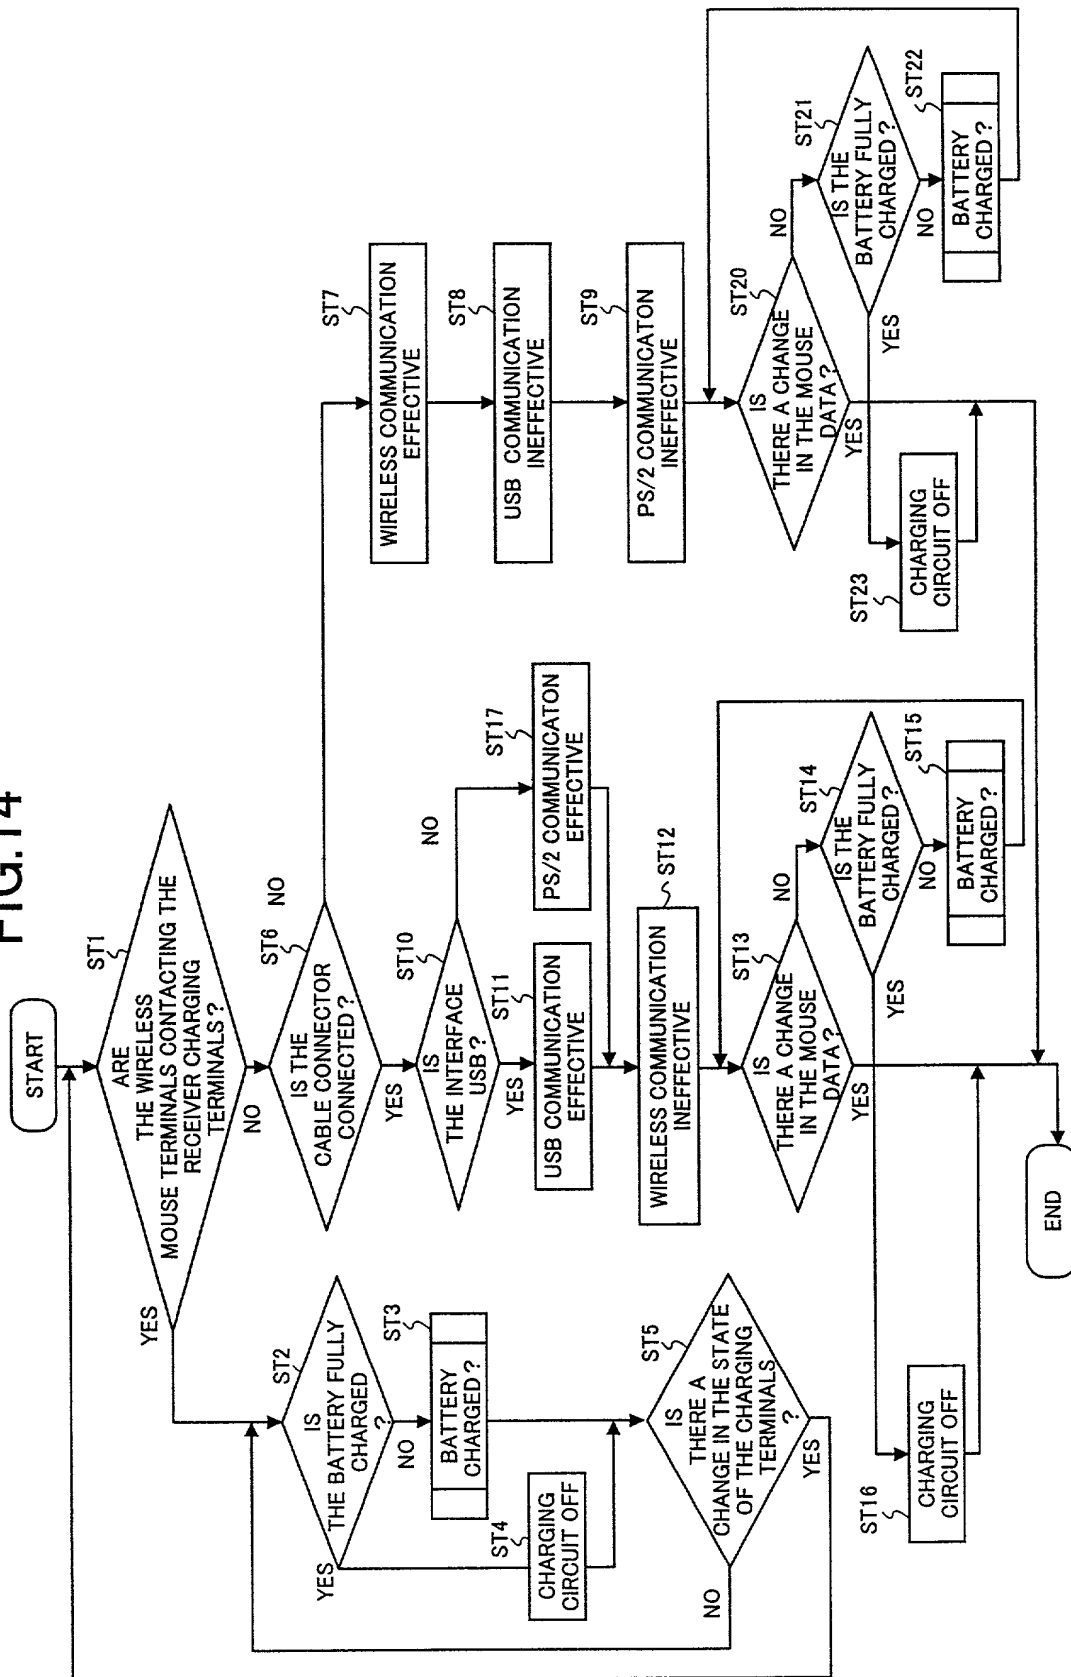 FIG.14
START
ST1
ARE
THE WIRELESS
MOUSE TERMINALS CONTACTING THE
RECEIVER CHARGING
TERMINALS?
YES
NO
ST2
IS
THE BATTERY FULLY
CHARGED
?
YES
NO
ST3
BATTERY
CHARGED?
ST4
CHARGING
CIRCUIT OFF
ST5
IS
THERE A
CHANGE IN THE STATE
OF THE CHARGING
TERMINALS
?
NO
YES
ST6
IS THE
CABLE CONNECTOR
CONNECTED?
NO
YES
ST10
IS
THE INTERFACE
USB?
NO
YES
ST11
USB COMMUNICATION
EFFECTIVE
ST17
PS/2 COMMUNICATON
EFFECTIVE
ST12
WIRELESS COMMUNICATION
INEFFECTIVE
ST13
IS
THERE A CHANGE
IN THE MOUSE
DATA?
NO
YES
ST14
IS THE
BATTERY FULLY
CHARGED?
YES
NO
ST15
BATTERY
CHARGED?
ST16
CHARGING
CIRCUIT OFF
ST7
WIRELESS COMMUNICATION
EFFECTIVE
ST8
USB COMMUNICATION
INEFFECTIVE
ST9
PS/2 COMMUNICATON
INEFFECTIVE
ST20
IS
THERE A CHANGE
IN THE MOUSE
DATA?
NO
YES
ST21
IS THE
BATTERY FULLY
CHARGED?
YES
NO
ST22
BATTERY
CHARGED?
ST23
CHARGING
CIRCUIT OFF
END